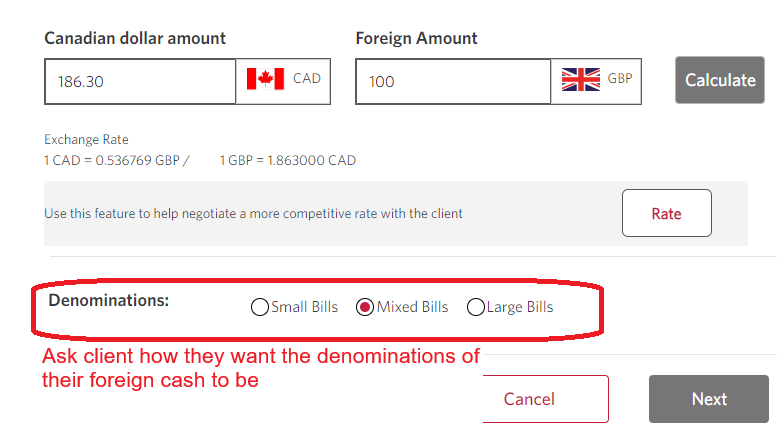 Canadian dollar amount Foreign Amount
186.30 CAD 100 GBP Calculate
Exchange Rate
1 CAD = 0.536769 GBP / 1 GBP = 1.863000 CAD
Use this feature to help negotiate a more competitive rate with the client Rate
Denominations: Small Bills Mixed Bills Large Bills
Ask client how they want the denominations of
their foreign cash to be
Cancel Next